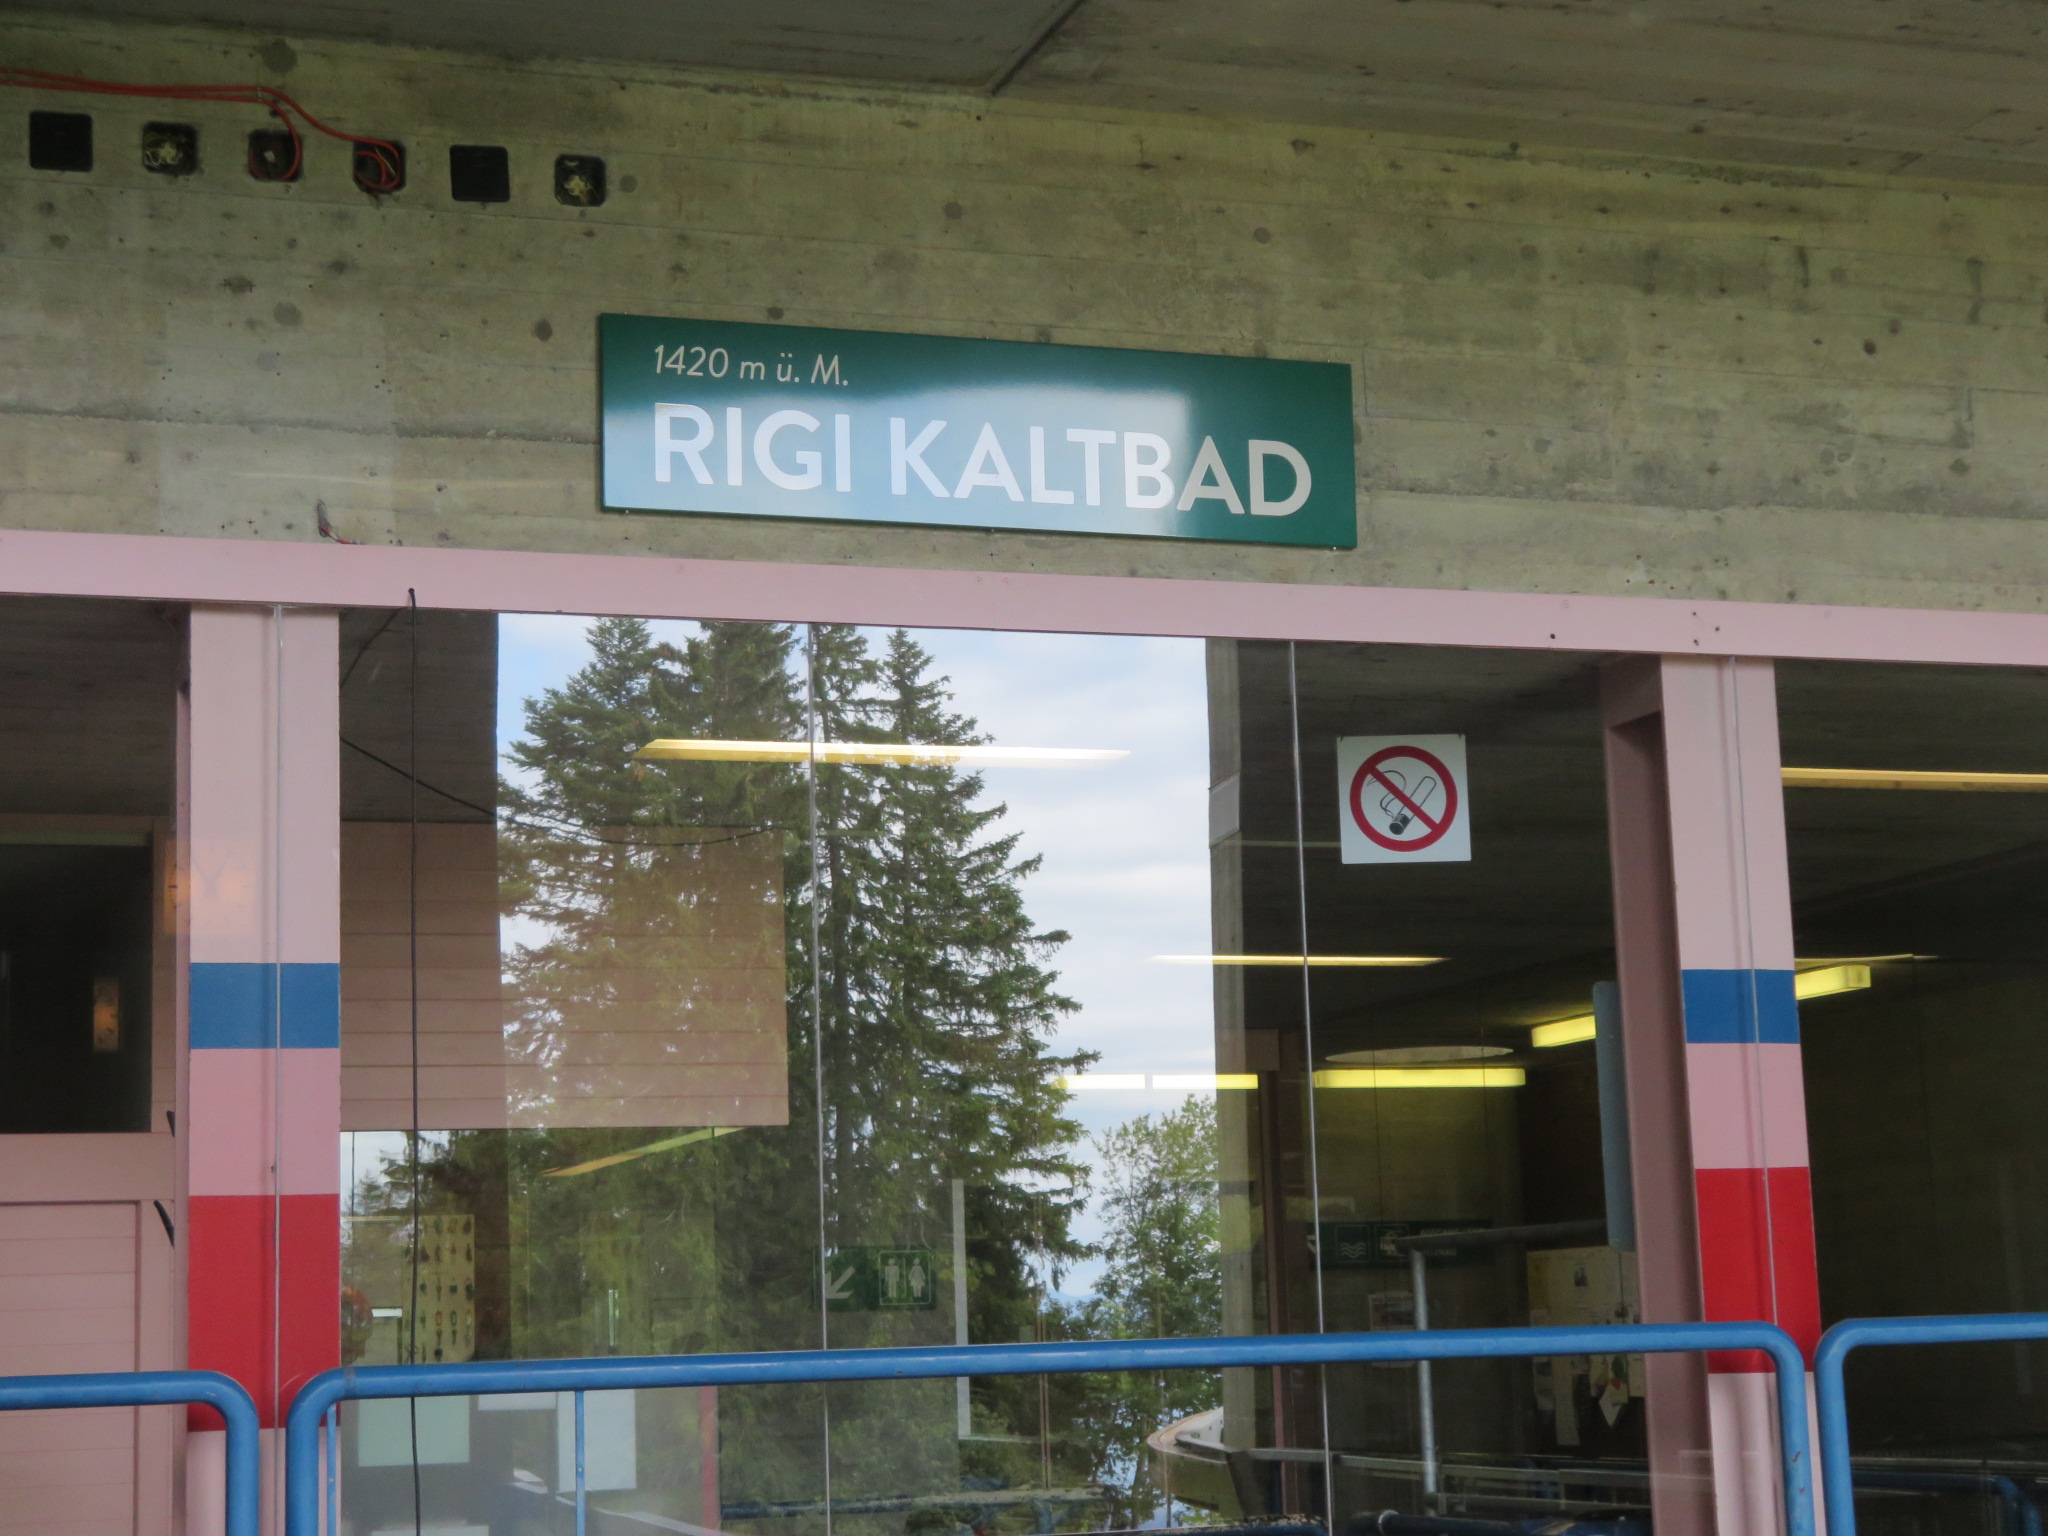 1420 m ü. M.
RIGI KALTBAD